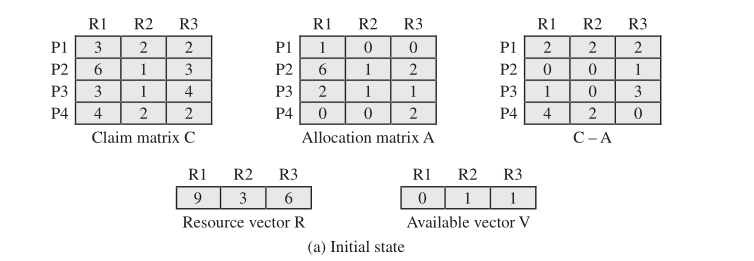 R1 R2 R3 R1 R2 R3 R1 R2 R3
P1 3 2 2 P1 1 0 0 P1 2 2 2
P2 6 1 3 P2 6 1 2 P2 0 0 1
P3 3 1 4 P3 2 1 1 P3 1 0 3
P4 4 2 2 P4 0 0 2 P4 4 2 0
Claim matrix C Allocation matrix A C – A
R1 R2 R3 R1 R2 R3
9 3 6 0 1 1
Resource vector R Available vector V
(a) Initial state